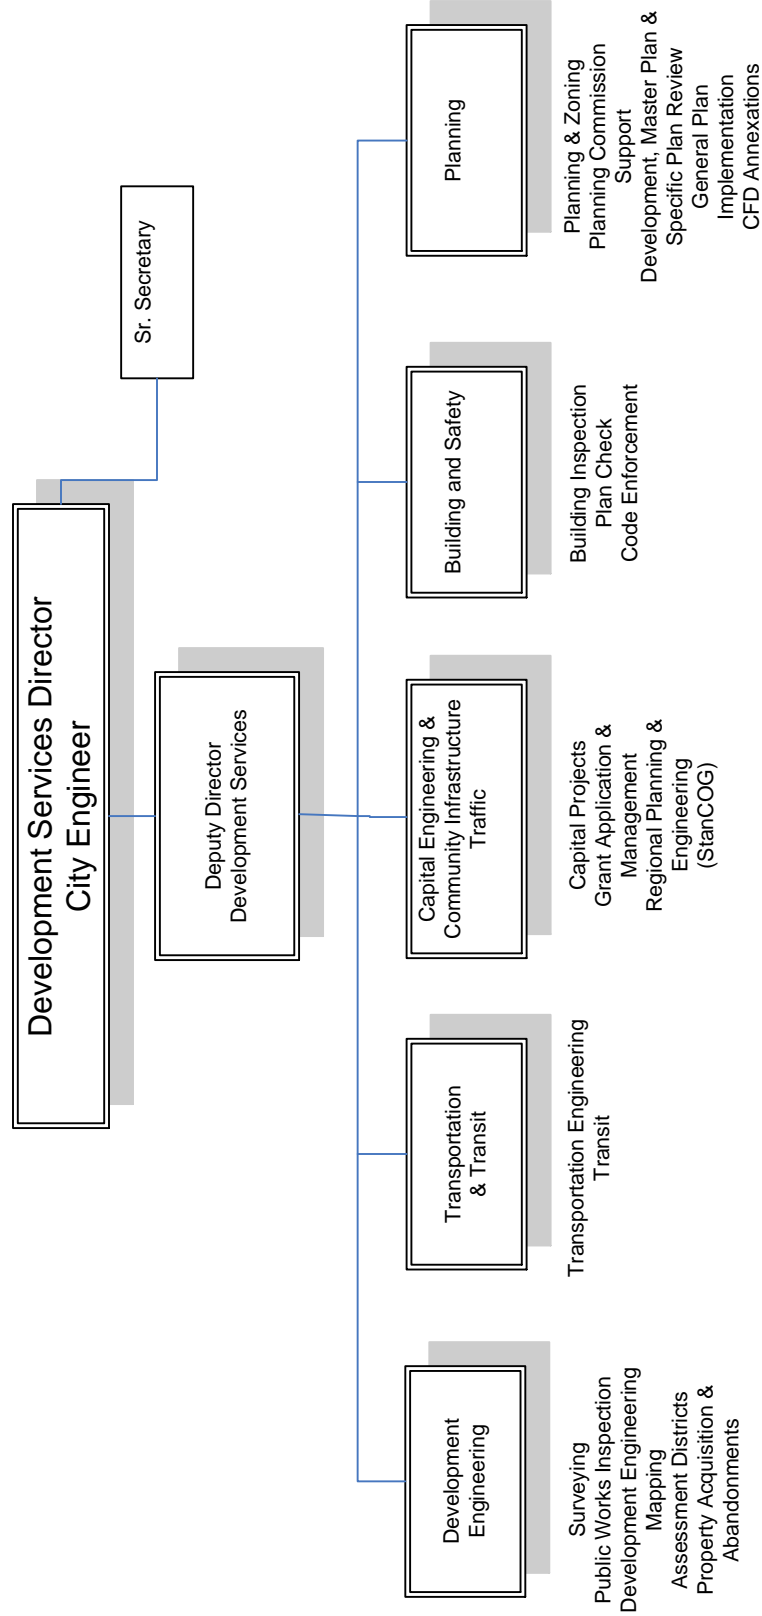 Development Services Director
City Engineer
Sr. Secretary
Deputy Director
Development Services
Development
Engineering
Surveying
Public Works Inspection
Development Engineering
Mapping
Assessment Districts
Property Acquisition &
Abandonments
Transportation
& Transit
Transportation Engineering
Transit
Capital Engineering &
Community Infrastructure
Traffic
Capital Projects
Grant Application &
Management
Regional Planning &
Engineering
(StanCOG)
Building and Safety
Building Inspection
Plan Check
Code Enforcement
Planning
Planning & Zoning
Planning Commission
Support
Development, Master Plan &
Specific Plan Review
General Plan
Implementation
CFD Annexations